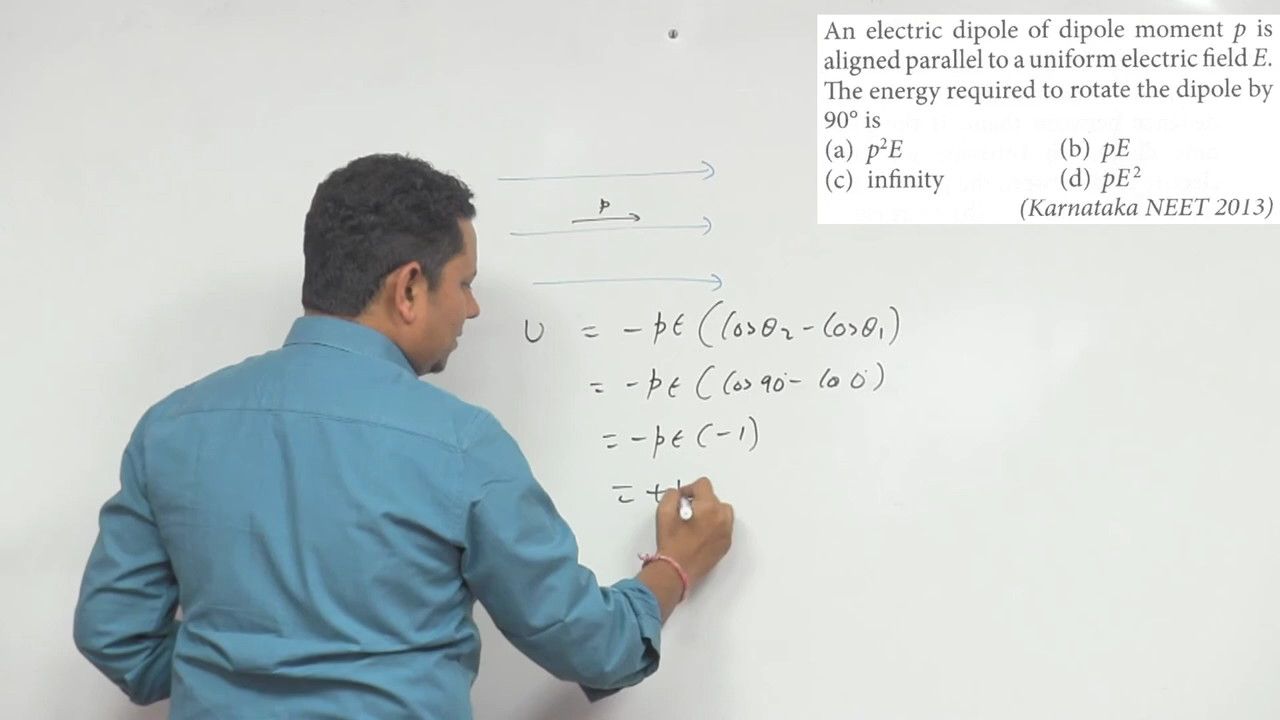 An electric dipole of dipole moment p is
aligned parallel to a uniform electric field E.
The energy required to rotate the dipole by
90° is
(a) p²E (b) pE
(c) infinity (d) pE²
(Karnataka NEET 2013)
p
U = - pE (Cosθ₂ - Cosθ₁)
= - pE (Cos 90° - Cos 0°)
= - pE (-1)
= +